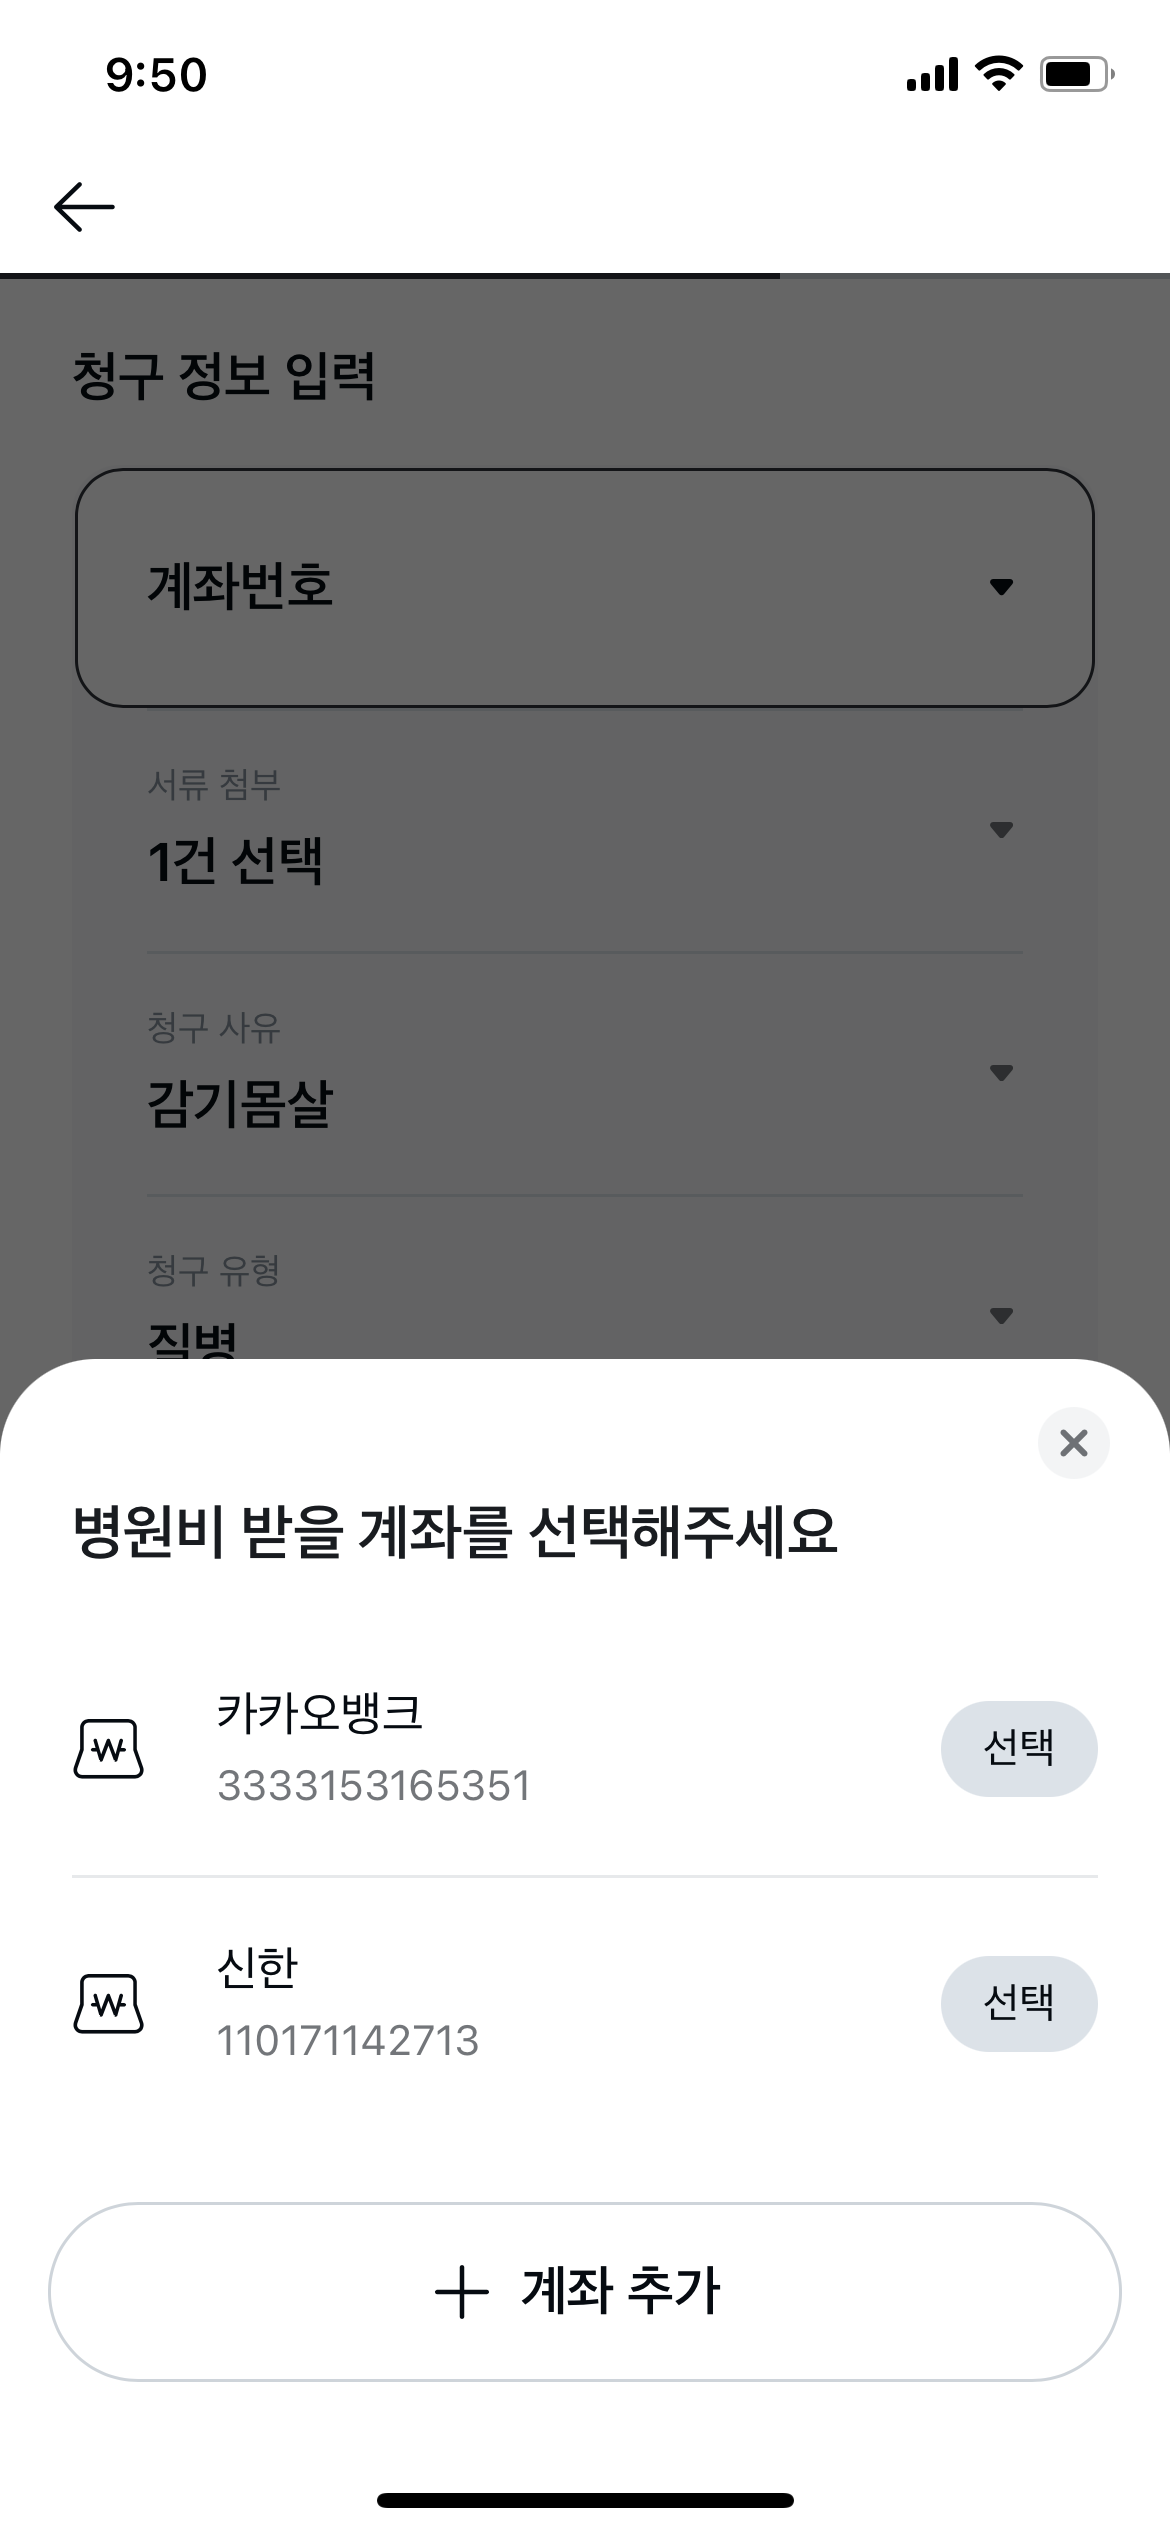 9:50
청구 정보 입력
계좌번호
서류 첨부
1건 선택
청구 사유
감기몸살
청구 유형
질병
병원비 받을 계좌를 선택해주세요
카카오뱅크
3333153165351
선택
신한
110171142713
선택
계좌 추가